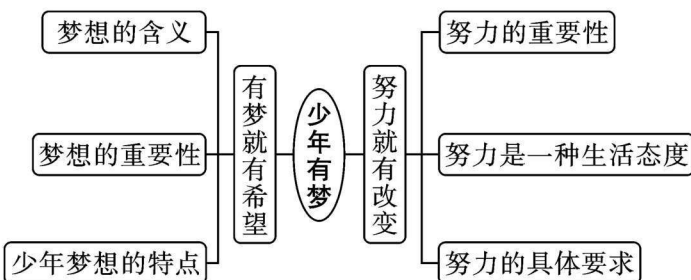 梦想的含义
梦想的重要性
少年梦想的特点
有梦就有希望
少年有梦
努力就有改变
努力的重要性
努力是一种生活态度
努力的具体要求